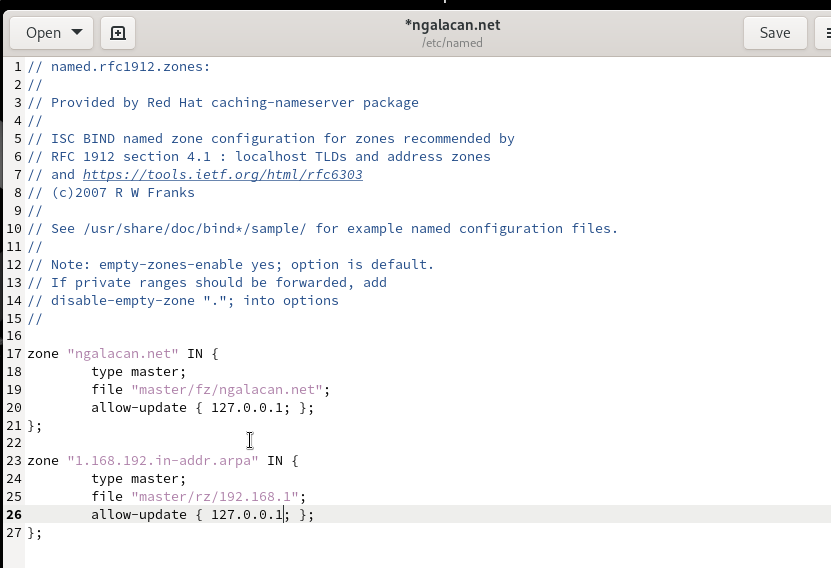 Open
*ngalacan.net
/etc/named
Save
1 // named.rfc1912.zones:
2 //
3 // Provided by Red Hat caching-nameserver package
4 //
5 // ISC BIND named zone configuration for zones recommended by
6 // RFC 1912 section 4.1 : localhost TLDs and address zones
7 // and https://tools.ietf.org/html/rfc6303
8 // (c)2007 R W Franks
9 //
10 // See /usr/share/doc/bind*/sample/ for example named configuration files.
11 //
12 // Note: empty-zones-enable yes; option is default.
13 // If private ranges should be forwarded, add
14 // disable-empty-zone "."; into options
15 //
16
17 zone "ngalacan.net" IN {
18 type master;
19 file "master/fz/ngalacan.net";
20 allow-update { 127.0.0.1; };
21 };
22
23 zone "1.168.192.in-addr.arpa" IN {
24 type master;
25 file "master/rz/192.168.1";
26 allow-update { 127.0.0.1; };
27 };